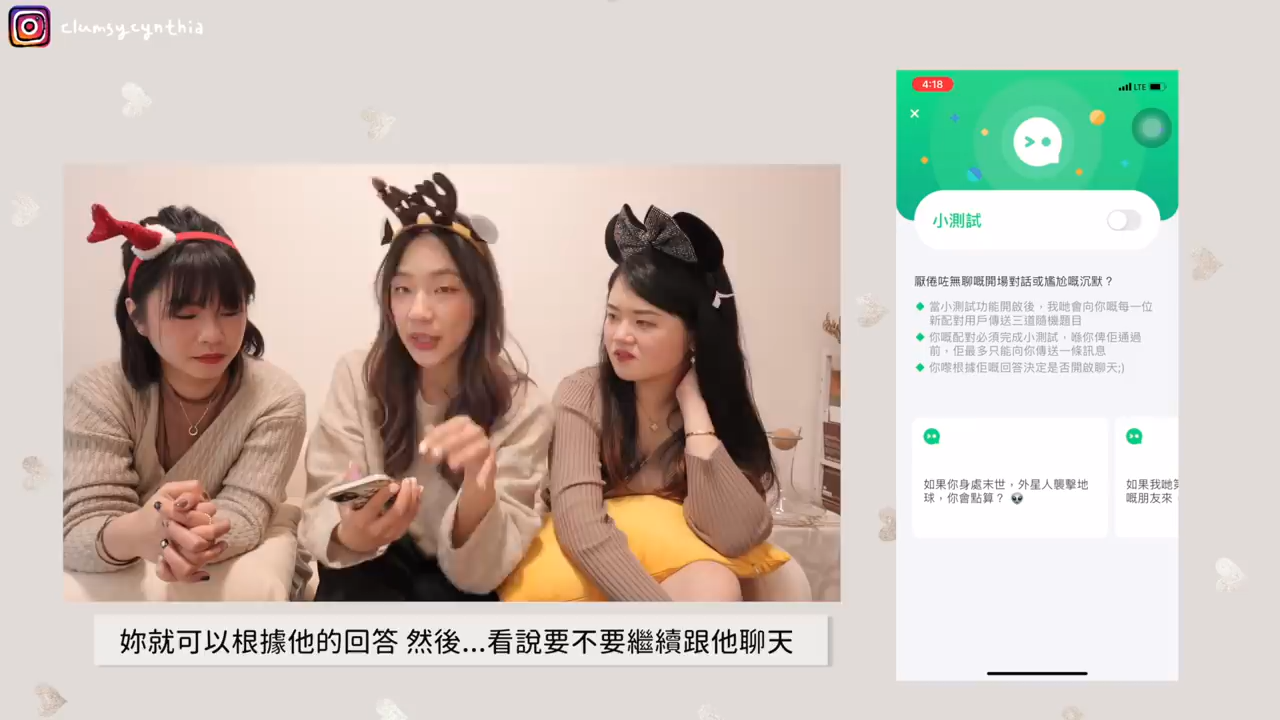 clumsycynthia
4:18
LTE
小測試
厭倦咗無聊嘅開場對話或尷尬嘅沉默？
當小測試功能開啟後，我哋會向你嘅每一位
新配對用戶傳送三道隨機題目
你嘅配對必須完成小測試，喺你俾佢通過
前，佢最多只能向你傳送一條訊息
你嚟根據佢嘅回答決定是否開啟聊天;)
如果你身處末世，外星人襲擊地
球，你會點算？👽
如果我哋
嘅朋友來
妳就可以根據他的回答 然後...看說要不要繼續跟他聊天